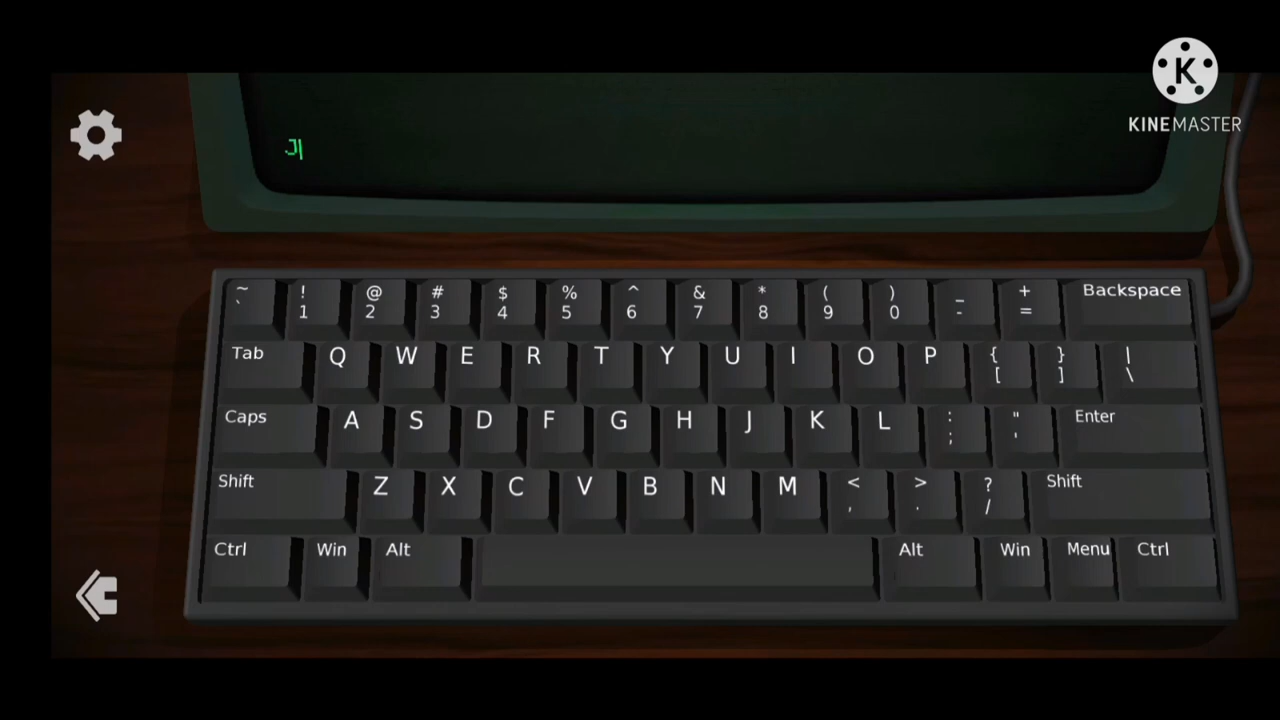 KINEMASTER
J
~ ! @ # $ % ^ & * ( ) _ + Backspace
` 1 2 3 4 5 6 7 8 9 0 - =
Tab Q W E R T Y U I O P { } |
[ ] \
Caps A S D F G H J K L : " Enter
; '
Shift Z X C V B N M < > ? Shift
, . /
Ctrl Win Alt Alt Win Menu Ctrl